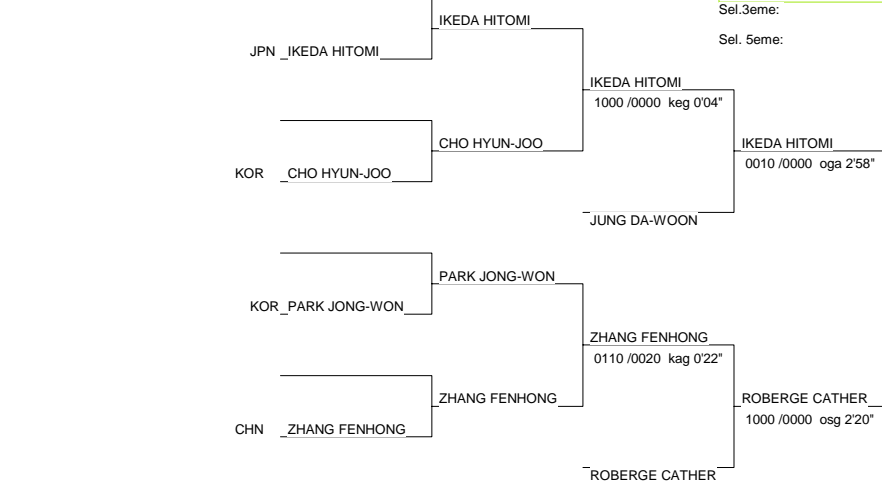 Sel.3eme:
IKEDA HITOMI
Sel. 5eme:
JPN IKEDA HITOMI
IKEDA HITOMI
1000 /0000 keg 0'04"
CHO HYUN-JOO
IKEDA HITOMI
0010 /0000 oga 2'58"
KOR CHO HYUN-JOO
JUNG DA-WOON
PARK JONG-WON
KOR PARK JONG-WON
ZHANG FENHONG
0110 /0020 kag 0'22"
ZHANG FENHONG
ROBERGE CATHER
1000 /0000 osg 2'20"
CHN ZHANG FENHONG
ROBERGE CATHER